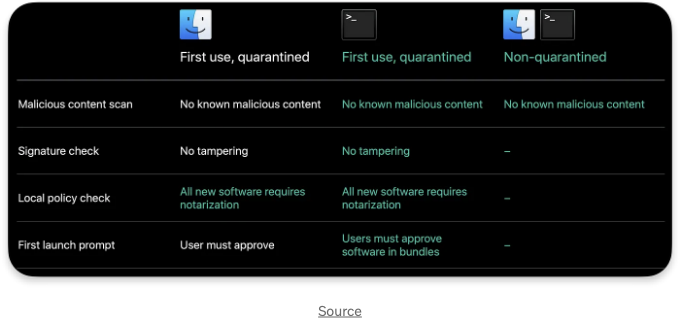 >_
>_
First use, quarantined
First use, quarantined
Non-quarantined
Malicious content scan
No known malicious content
No known malicious content
No known malicious content
Signature check
No tampering
No tampering
–
Local policy check
All new software requires
notarization
All new software requires
notarization
–
First launch prompt
User must approve
Users must approve
software in bundles
–
Source